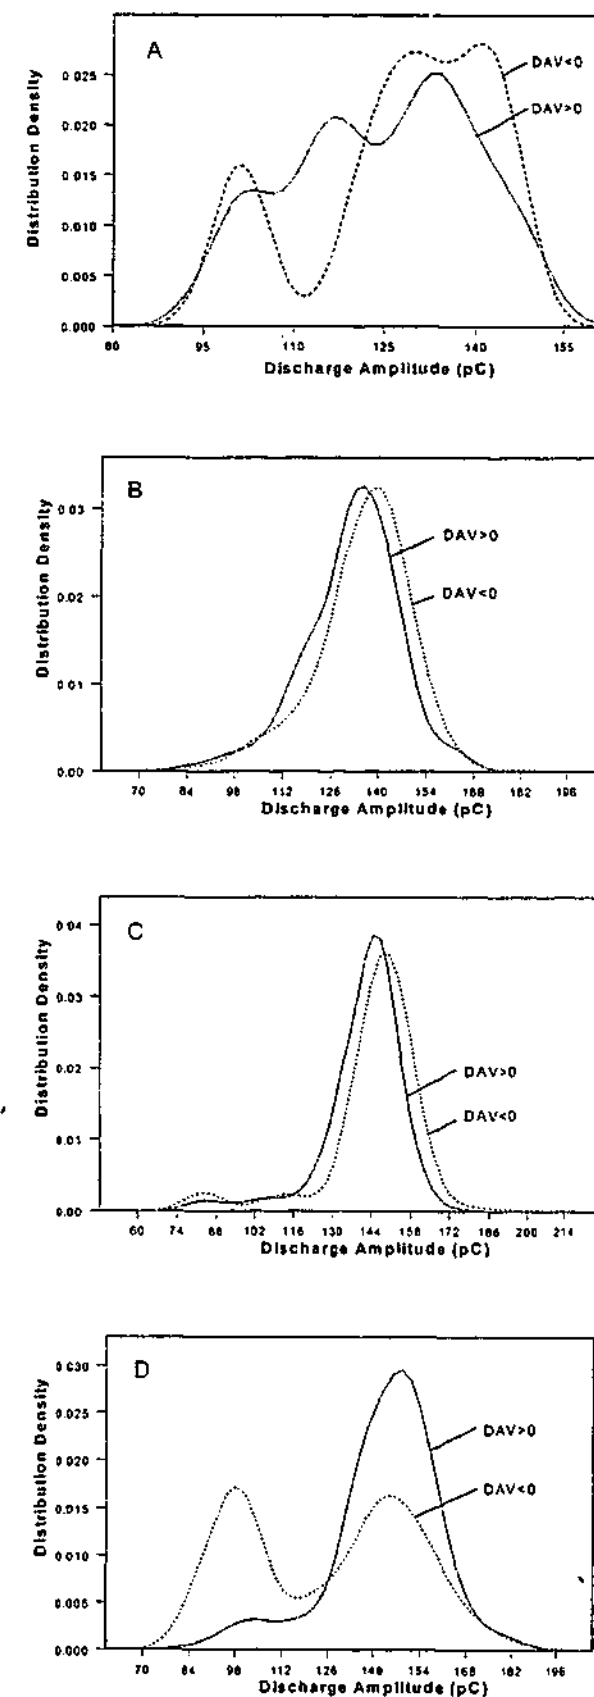 A
DAV<0
DAV>0
0.025
0.020
0.015
0.010
0.005
0.000
Distribution Density
80 95 110 125 140 155
Discharge Amplitude (pC)
B
DAV>0
DAV<0
0.03
0.02
0.01
0.00
Distribution Density
70 84 98 112 126 140 154 168 182 196
Discharge Amplitude (pC)
C
DAV>0
DAV<0
0.04
0.03
0.02
0.01
0.00
Distribution Density
60 74 88 102 116 130 144 158 172 186 200 214
Discharge Amplitude (pC)
D
DAV>0
DAV<0
0.030
0.025
0.020
0.015
0.010
0.005
0.000
Distribution Density
70 84 98 112 126 140 154 168 182 196
Discharge Amplitude (pC)